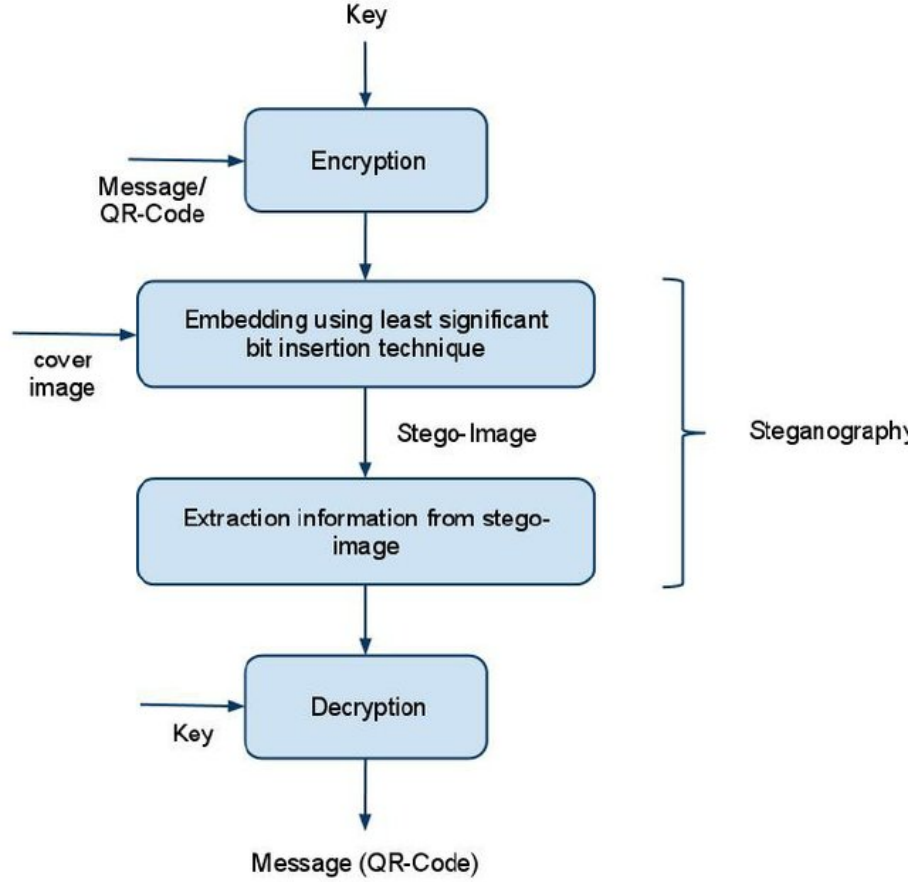 Key
Encryption
Message/
QR-Code
Embedding using least significant
bit insertion technique
cover
image
Stego-Image
Steganography
Extraction information from stego-
image
Decryption
Key
Message (QR-Code)